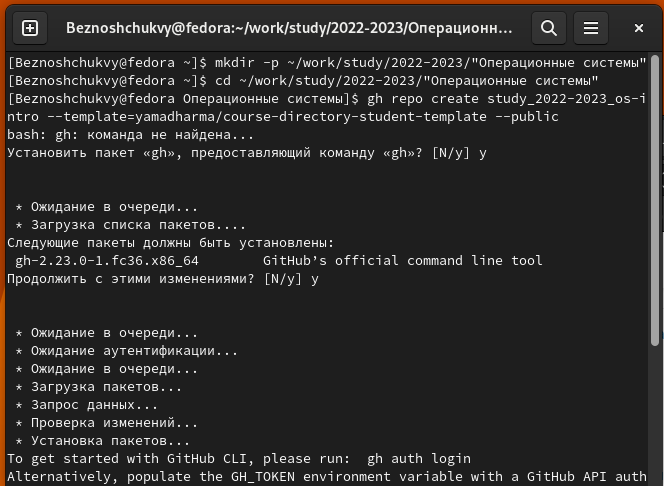 Beznoshchukvy@fedora:~/work/study/2022-2023/Операционн...
[Beznoshchukvy@fedora ~]$ mkdir -p ~/work/study/2022-2023/"Операционные системы"
[Beznoshchukvy@fedora ~]$ cd ~/work/study/2022-2023/"Операционные системы"
[Beznoshchukvy@fedora Операционные системы]$ gh repo create study_2022-2023_os-i
ntro --template=yamadharma/course-directory-student-template --public
bash: gh: команда не найдена...
Установить пакет «gh», предоставляющий команду «gh»? [N/y] y
* Ожидание в очереди...
* Загрузка списка пакетов....
Следующие пакеты должны быть установлены:
gh-2.23.0-1.fc36.x86_64 GitHub’s official command line tool
Продолжить с этими изменениями? [N/y] y
* Ожидание в очереди...
* Ожидание аутентификации...
* Ожидание в очереди...
* Загрузка пакетов...
* Запрос данных...
* Проверка изменений...
* Установка пакетов...
To get started with GitHub CLI, please run: gh auth login
Alternatively, populate the GH_TOKEN environment variable with a GitHub API auth